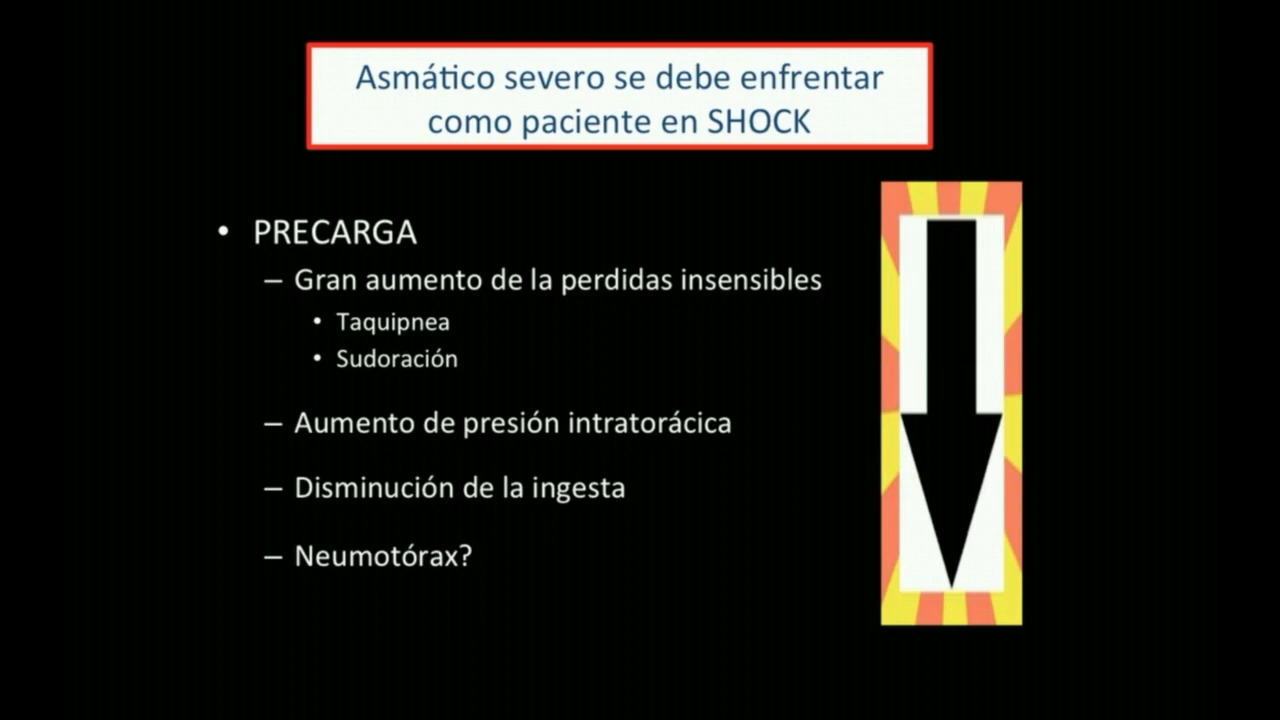 Asmático severo se debe enfrentar
como paciente en SHOCK
• PRECARGA
– Gran aumento de la perdidas insensibles
• Taquipnea
• Sudoración
– Aumento de presión intratorácica
– Disminución de la ingesta
– Neumotórax?